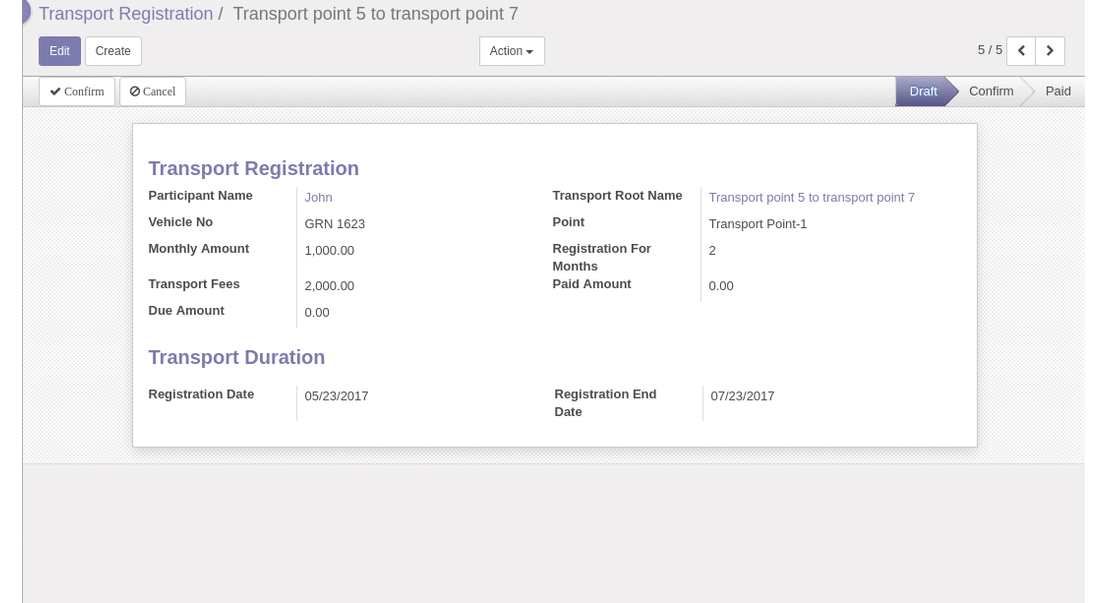 Transport Registration / Transport point 5 to transport point 7
Edit Create Action 5 / 5
Confirm Cancel Draft Confirm Paid
Transport Registration
Participant Name John Transport Root Name Transport point 5 to transport point 7
Vehicle No GRN 1623 Point Transport Point-1
Monthly Amount 1,000.00 Registration For Months 2
Transport Fees 2,000.00 Paid Amount 0.00
Due Amount 0.00
Transport Duration
Registration Date 05/23/2017 Registration End Date 07/23/2017